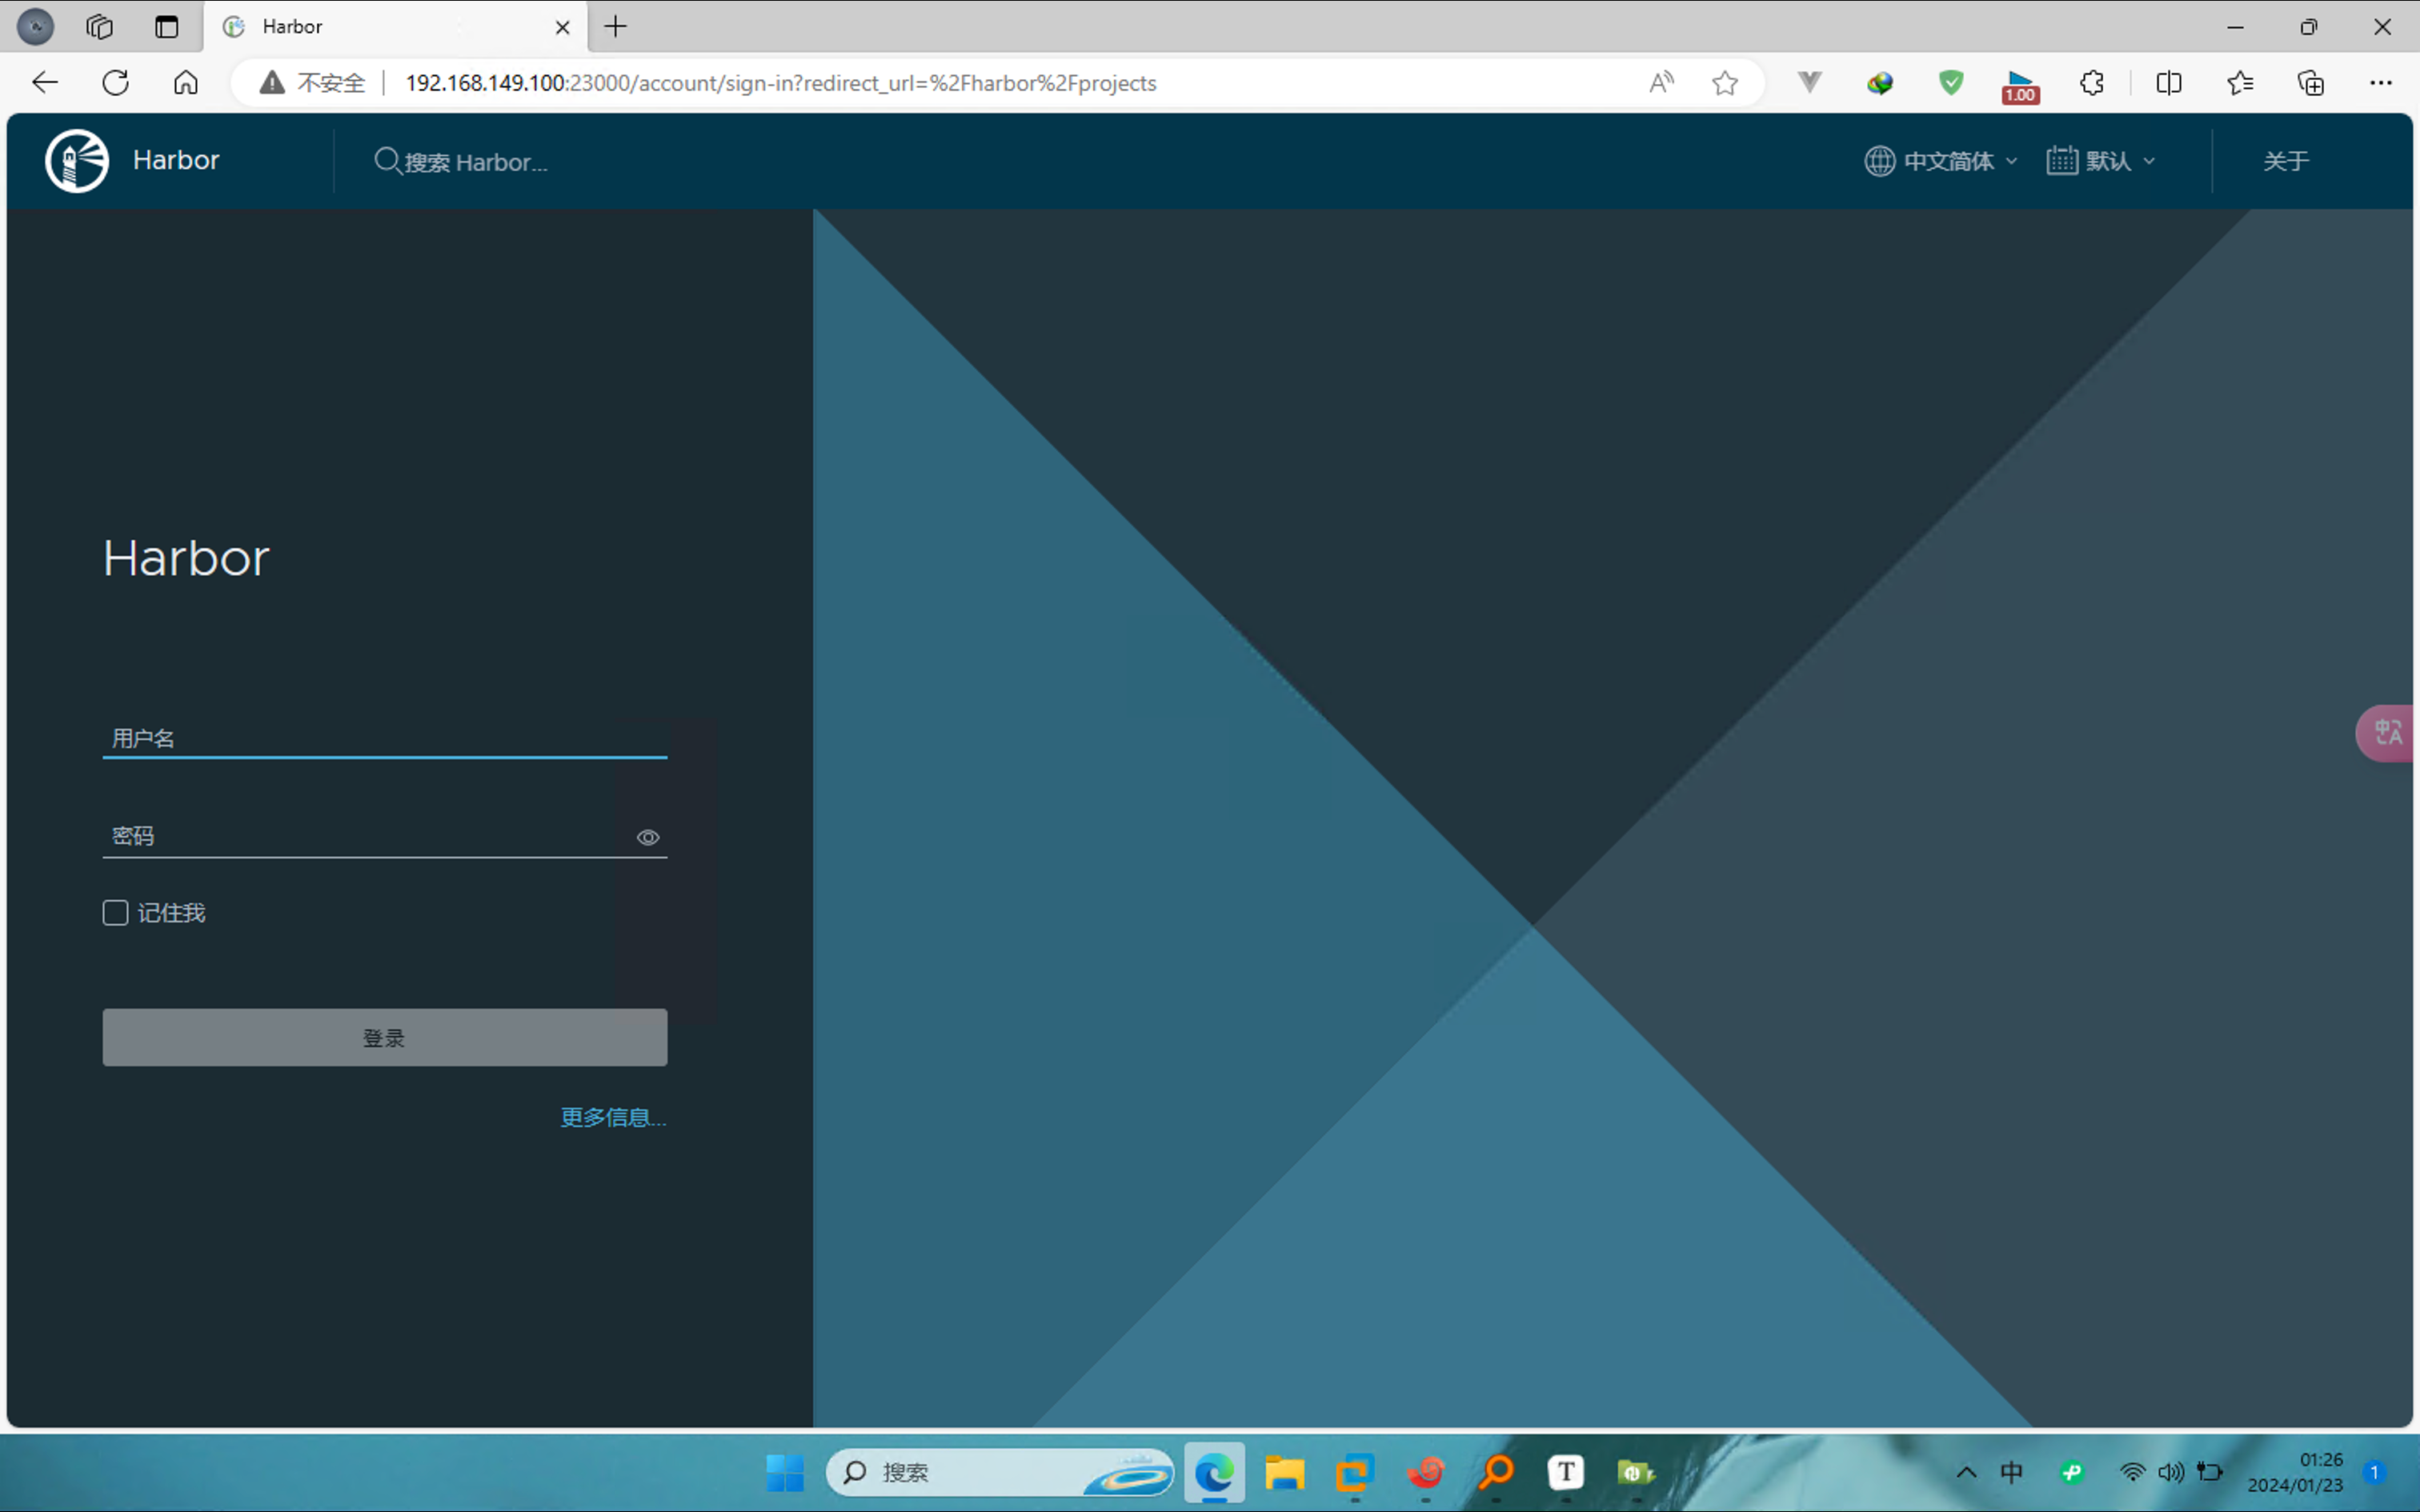 Harbor
不安全
192.168.149.100:23000/account/sign-in?redirect_url=%2Fharbor%2Fprojects
1.00
Harbor
搜索 Harbor...
中文简体
默认
关于
Harbor
用户名
密码
记住我
登录
更多信息...
中A
搜索
T
中
01:26
2024/01/23
1